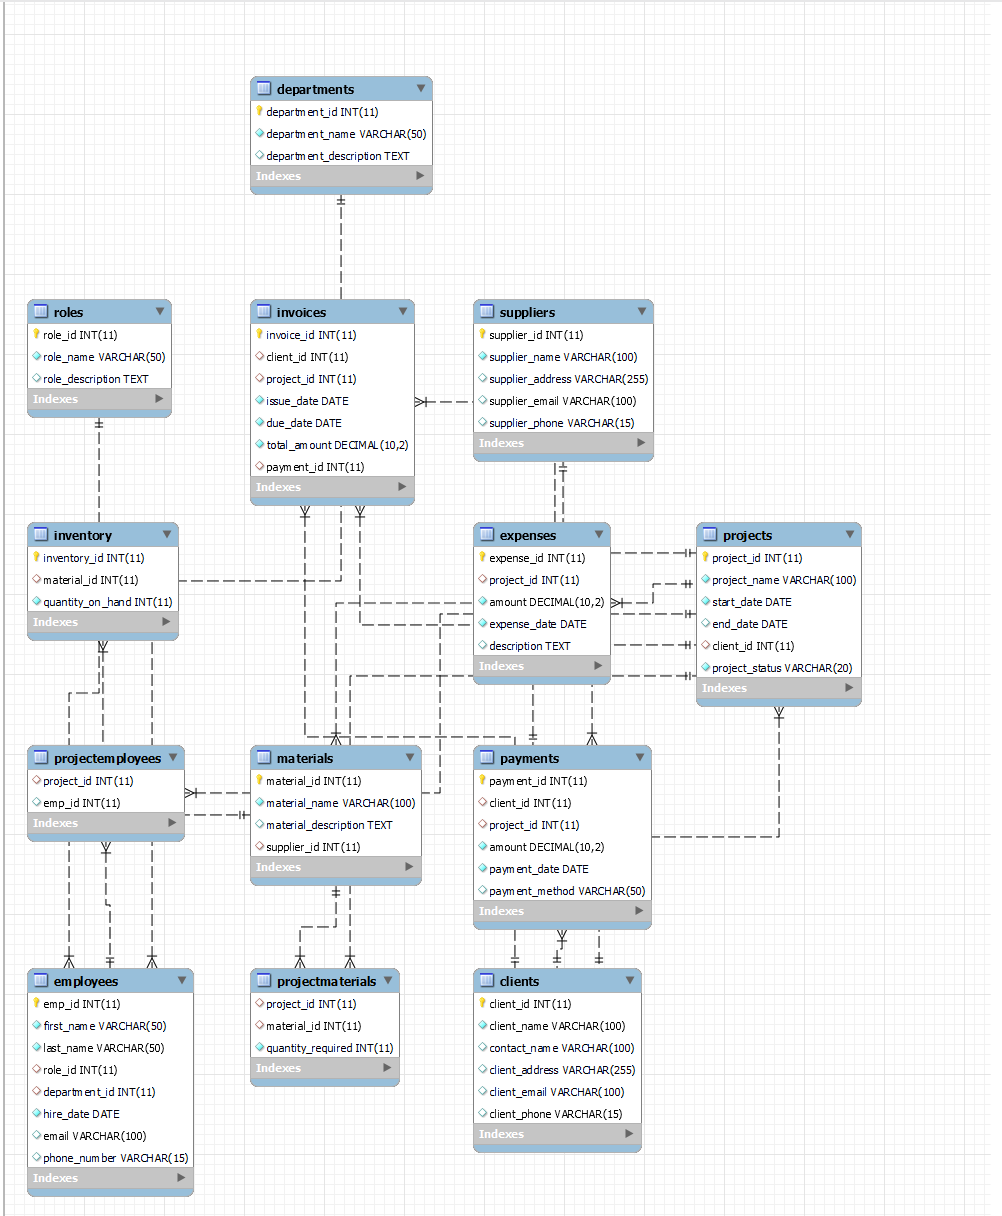 departments
department_id INT(11)
department_name VARCHAR(50)
department_description TEXT
Indexes
roles
role_id INT(11)
role_name VARCHAR(50)
role_description TEXT
Indexes
invoices
invoice_id INT(11)
client_id INT(11)
project_id INT(11)
issue_date DATE
due_date DATE
total_amount DECIMAL(10,2)
payment_id INT(11)
Indexes
suppliers
supplier_id INT(11)
supplier_name VARCHAR(100)
supplier_address VARCHAR(255)
supplier_email VARCHAR(100)
supplier_phone VARCHAR(15)
Indexes
inventory
inventory_id INT(11)
material_id INT(11)
quantity_on_hand INT(11)
Indexes
expenses
expense_id INT(11)
project_id INT(11)
amount DECIMAL(10,2)
expense_date DATE
description TEXT
Indexes
projects
project_id INT(11)
project_name VARCHAR(100)
start_date DATE
end_date DATE
client_id INT(11)
project_status VARCHAR(20)
Indexes
projectemployees
project_id INT(11)
emp_id INT(11)
Indexes
materials
material_id INT(11)
material_name VARCHAR(100)
material_description TEXT
supplier_id INT(11)
Indexes
payments
payment_id INT(11)
client_id INT(11)
project_id INT(11)
amount DECIMAL(10,2)
payment_date DATE
payment_method VARCHAR(50)
Indexes
employees
emp_id INT(11)
first_name VARCHAR(50)
last_name VARCHAR(50)
role_id INT(11)
department_id INT(11)
hire_date DATE
email VARCHAR(100)
phone_number VARCHAR(15)
Indexes
projectmaterials
project_id INT(11)
material_id INT(11)
quantity_required INT(11)
Indexes
clients
client_id INT(11)
client_name VARCHAR(100)
contact_name VARCHAR(100)
client_address VARCHAR(255)
client_email VARCHAR(100)
client_phone VARCHAR(15)
Indexes